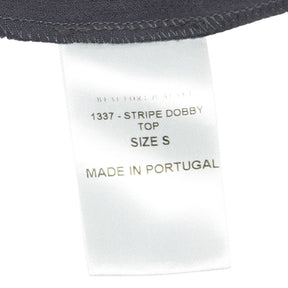 1337 - STRIPE DOBBY
TOP
SIZE S
MADE IN PORTUGAL